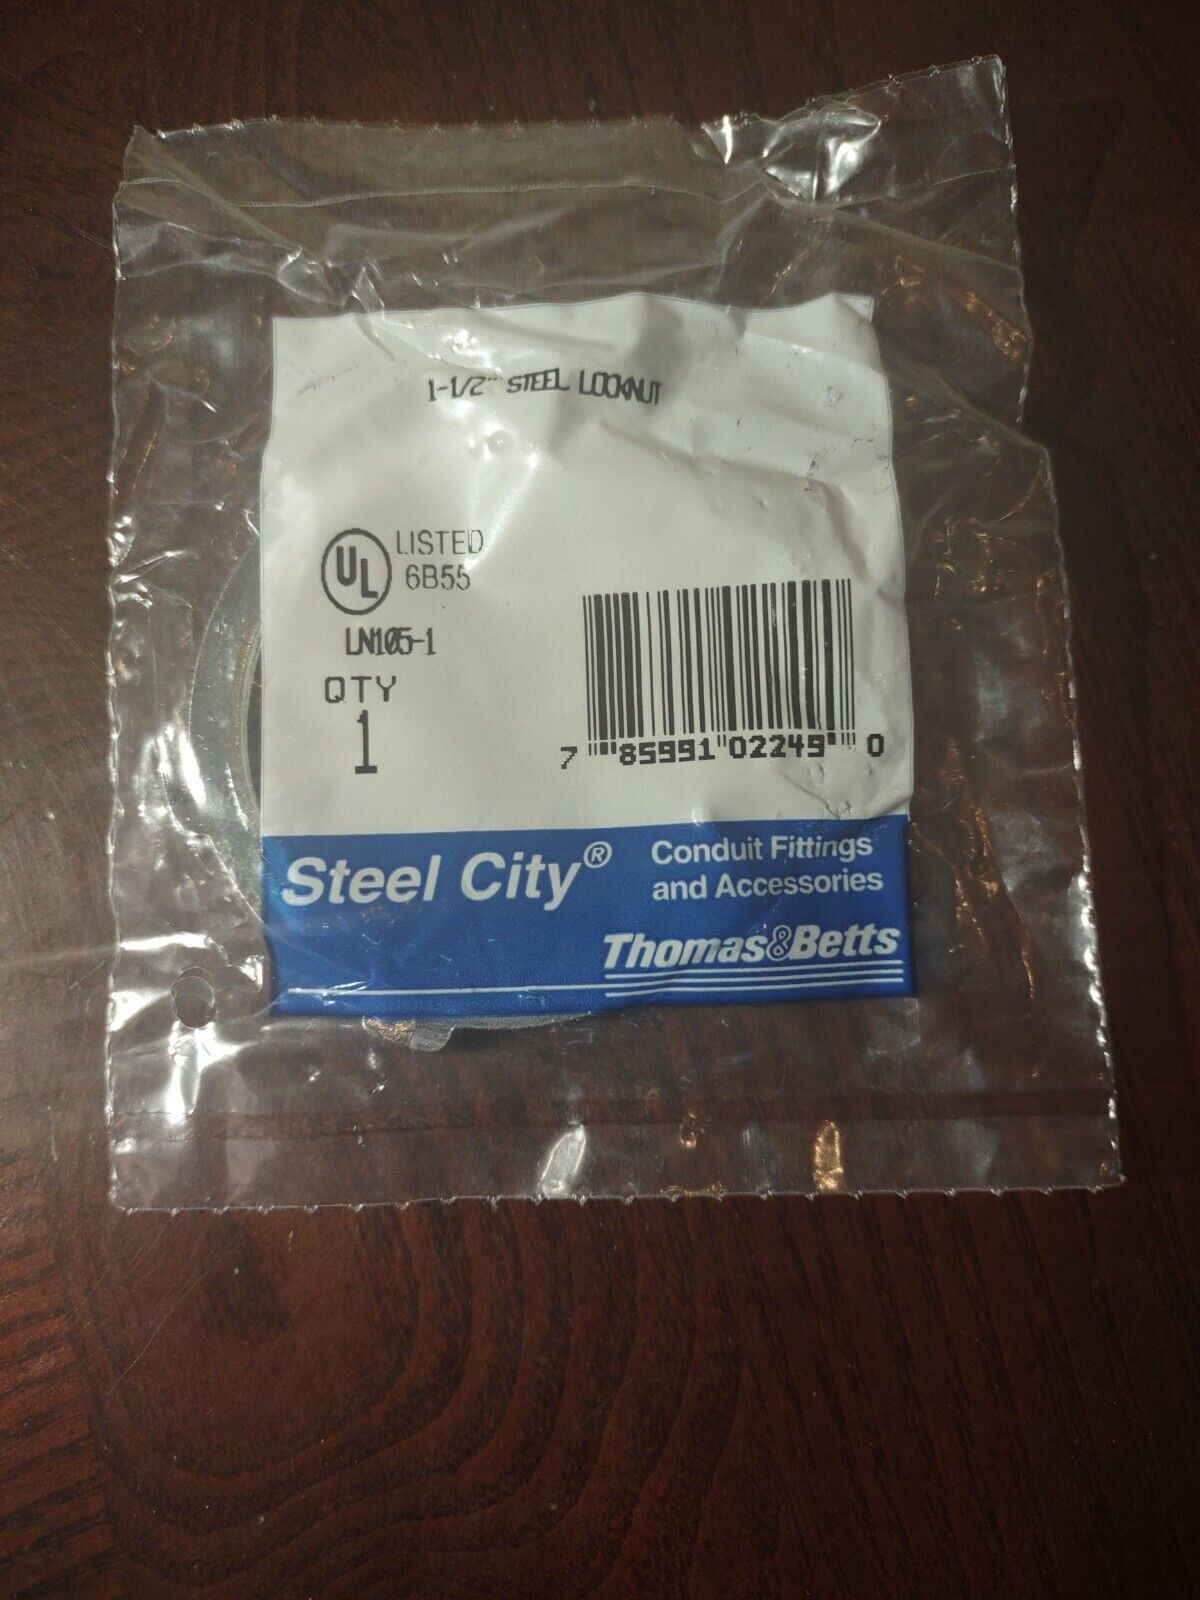 1-1/2" STEEL LOCKNUT
UL LISTED
6B55
LN105-1
QTY
1
7 85991 02249 0
Steel City® Conduit Fittings
and Accessories
Thomas&Betts